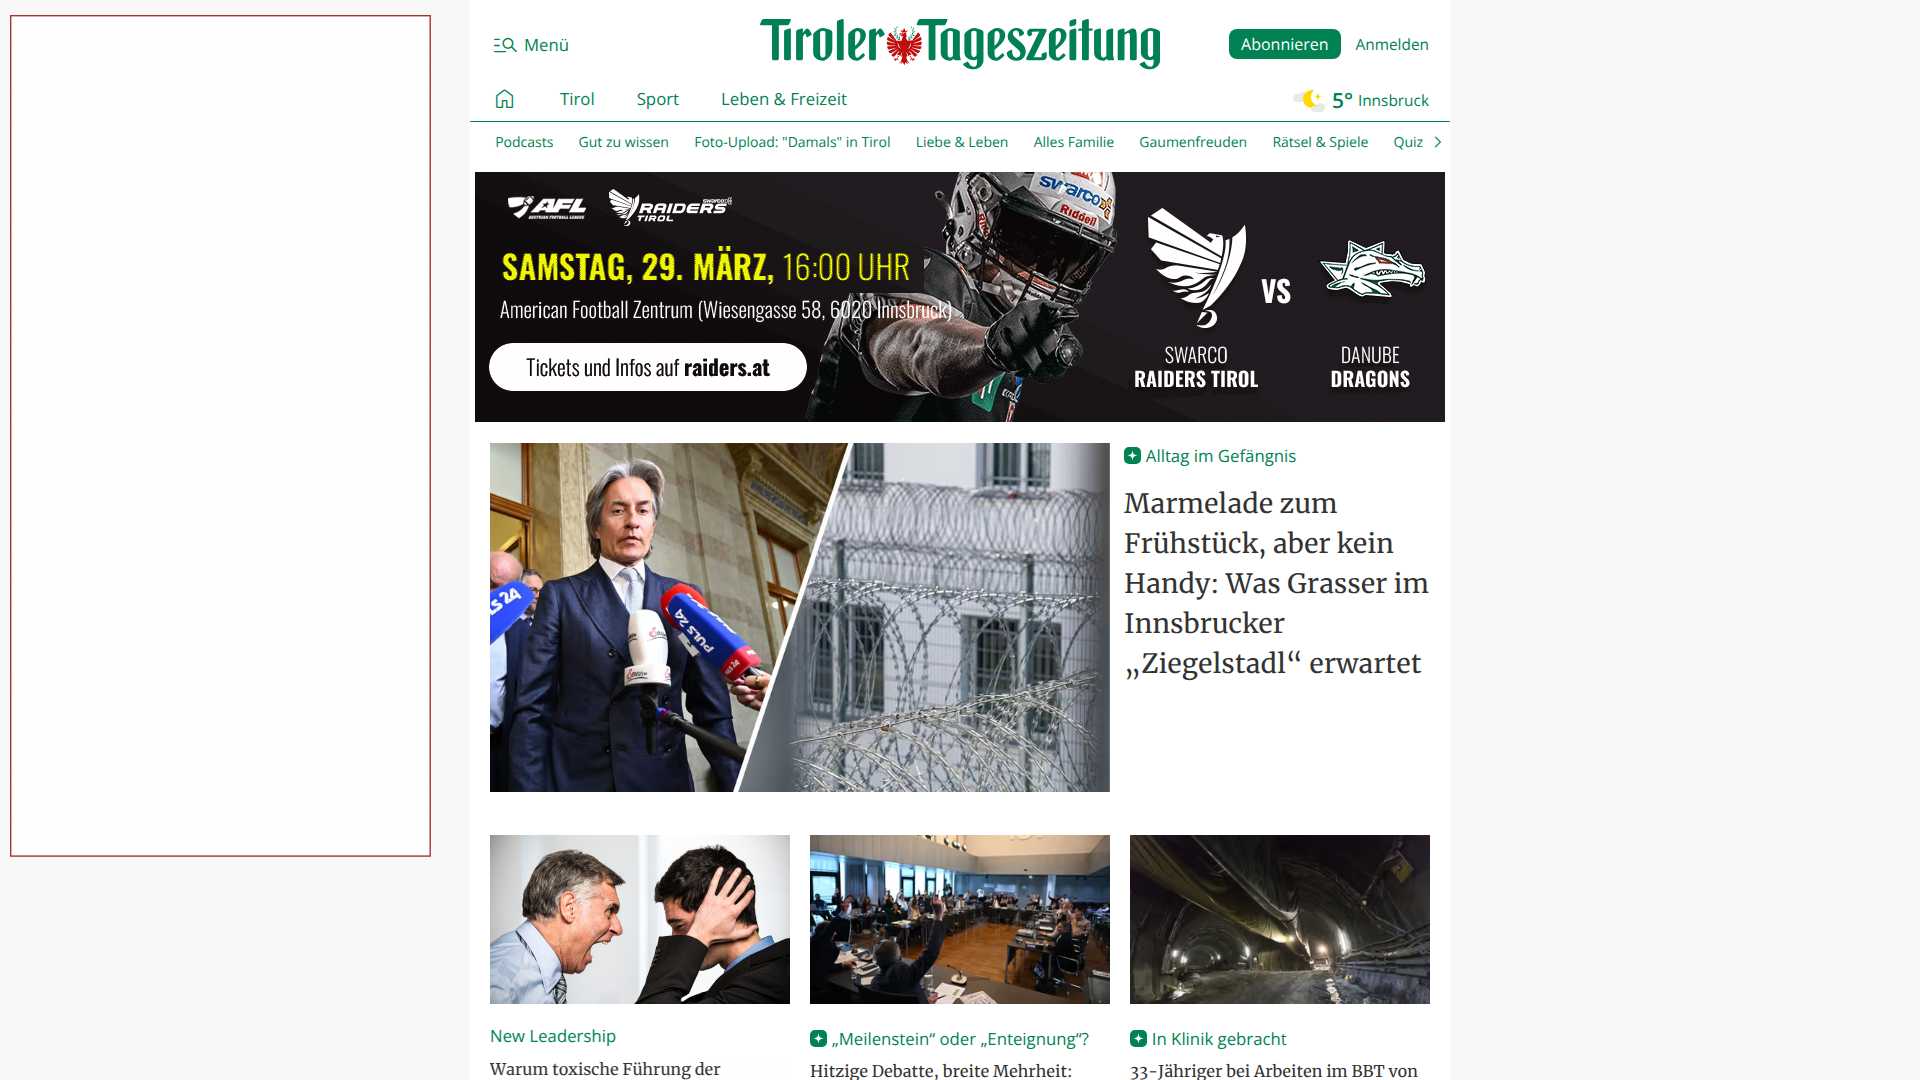 Menü
Tiroler Tageszeitung
Abonnieren
Anmelden
Tirol
Sport
Leben & Freizeit
5° Innsbruck
Podcasts
Gut zu wissen
Foto-Upload: "Damals" in Tirol
Liebe & Leben
Alles Familie
Gaumenfreuden
Rätsel & Spiele
Quiz
AFL
RAIDERS
TIROL
swarco
Riddell
SAMSTAG, 29. MÄRZ, 16:00 UHR
American Football Zentrum (Wiesengasse 58, 6020 Innsbruck)
Tickets und Infos auf raiders.at
VS
SWARCO
RAIDERS TIROL
DANUBE
DRAGONS
PULS 24
Alltag im Gefängnis
Marmelade zum
Frühstück, aber kein
Handy: Was Grasser im
Innsbrucker
„Ziegelstadl“ erwartet
New Leadership
Warum toxische Führung der
„Meilenstein“ oder „Enteignung“?
Hitzige Debatte, breite Mehrheit:
In Klinik gebracht
33-Jähriger bei Arbeiten im BBT von